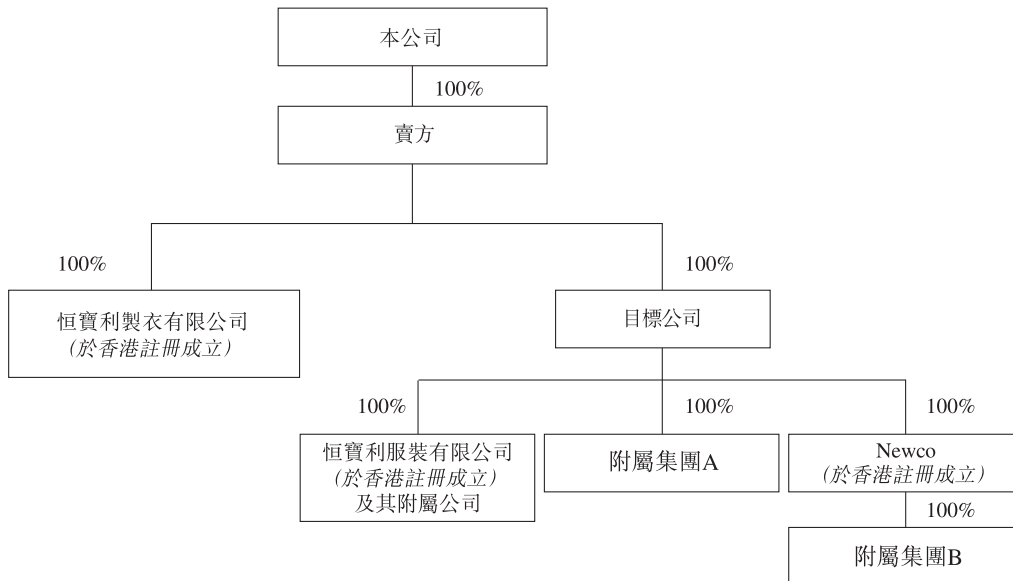 本公司
100%
賣方
100%
100%
恒寶利製衣有限公司
(於香港註冊成立)
目標公司
100%
100%
100%
恒寶利服裝有限公司
(於香港註冊成立)
及其附屬公司
附屬集團A
Newco
(於香港註冊成立)
100%
附屬集團B